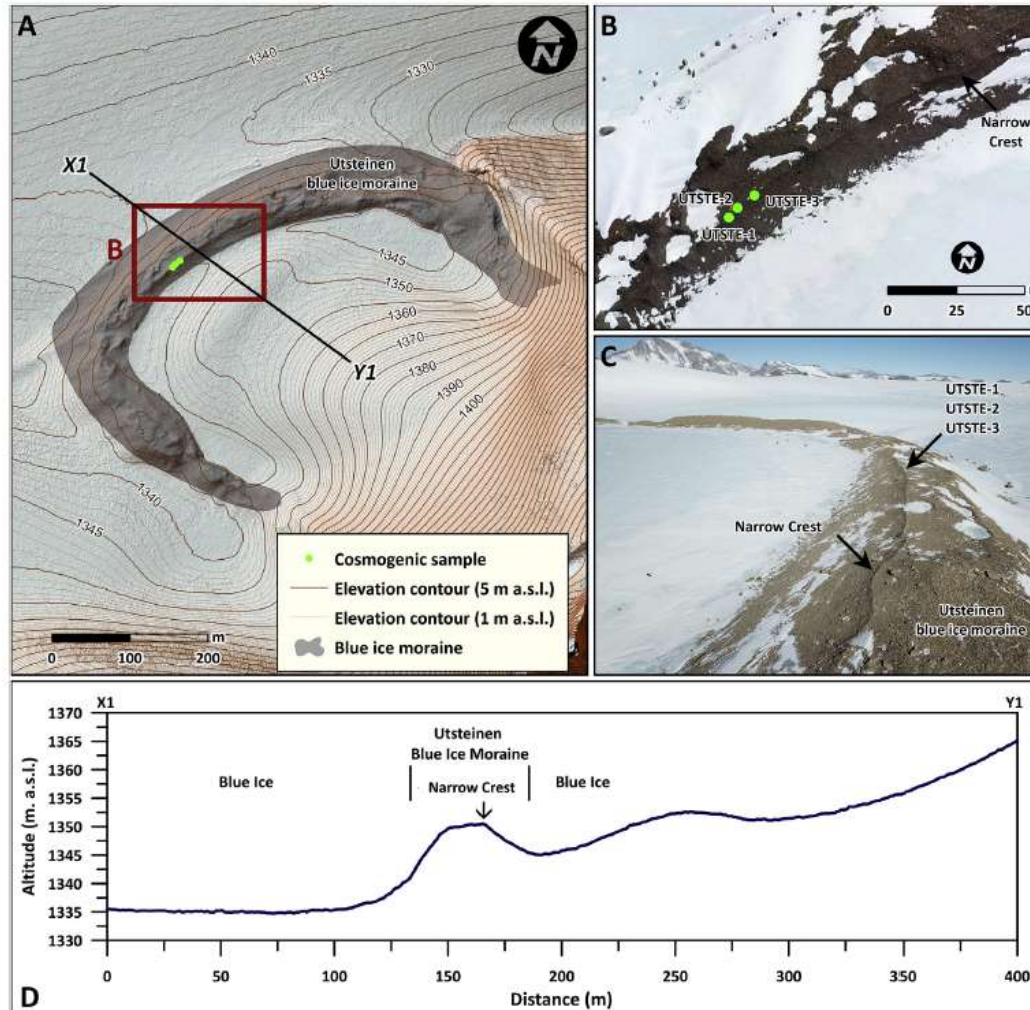 A
N
1340
1335
1330
X1
Utsteinen
blue ice moraine
B
1345
1350
1360
1370
1380
1390
1400
Y1
1340
1345
Cosmogenic sample
Elevation contour (5 m a.s.l.)
Elevation contour (1 m a.s.l.)
Blue ice moraine
m
0 100 200
B
Narrow
Crest
UTSTE-2
UTSTE-3
UTSTE-1
N
0 25 50
C
UTSTE-1
UTSTE-2
UTSTE-3
Narrow Crest
Utsteinen
blue ice moraine
X1 Y1
1370
1365
1360
1355
1350
1345
1340
1335
1330
Altitude (m. a.s.l.)
Utsteinen
Blue Ice Moraine
Blue Ice Narrow Crest Blue Ice
0 50 100 150 200 250 300 350 400
Distance (m)
D